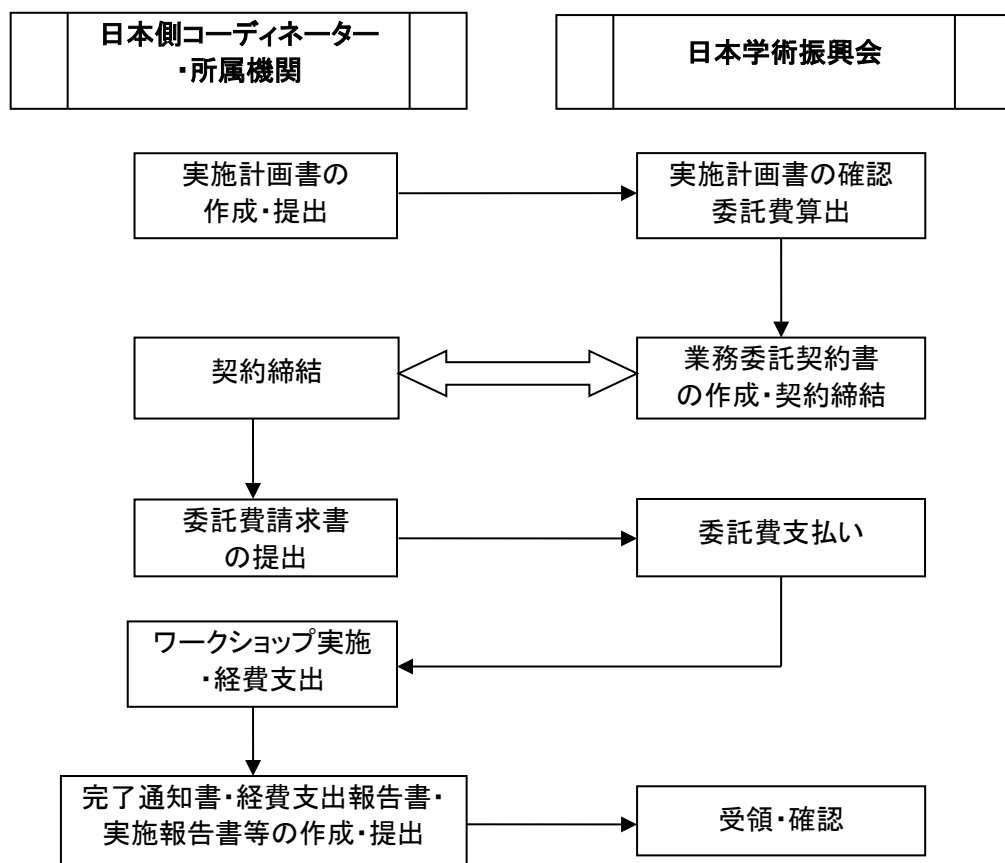 日本側コーディネーター
・所属機関
日本学術振興会
実施計画書の
作成・提出
実施計画書の確認
委託費算出
契約締結
業務委託契約書
の作成・契約締結
委託費請求書
の提出
委託費支払い
ワークショップ実施
・経費支出
完了通知書・経費支出報告書・
実施報告書等の作成・提出
受領・確認